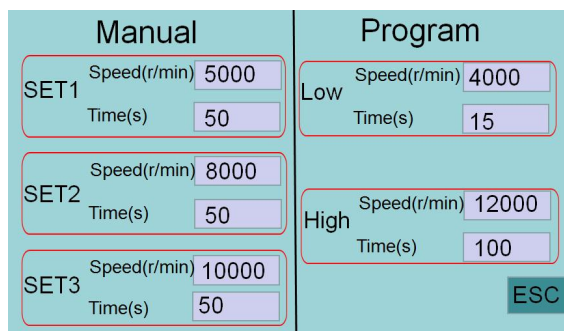 Manual
SET1
Speed(r/min) 5000
Time(s) 50
SET2
Speed(r/min) 8000
Time(s) 50
SET3
Speed(r/min) 10000
Time(s) 50
Program
Low
Speed(r/min) 4000
Time(s) 15
High
Speed(r/min) 12000
Time(s) 100
ESC